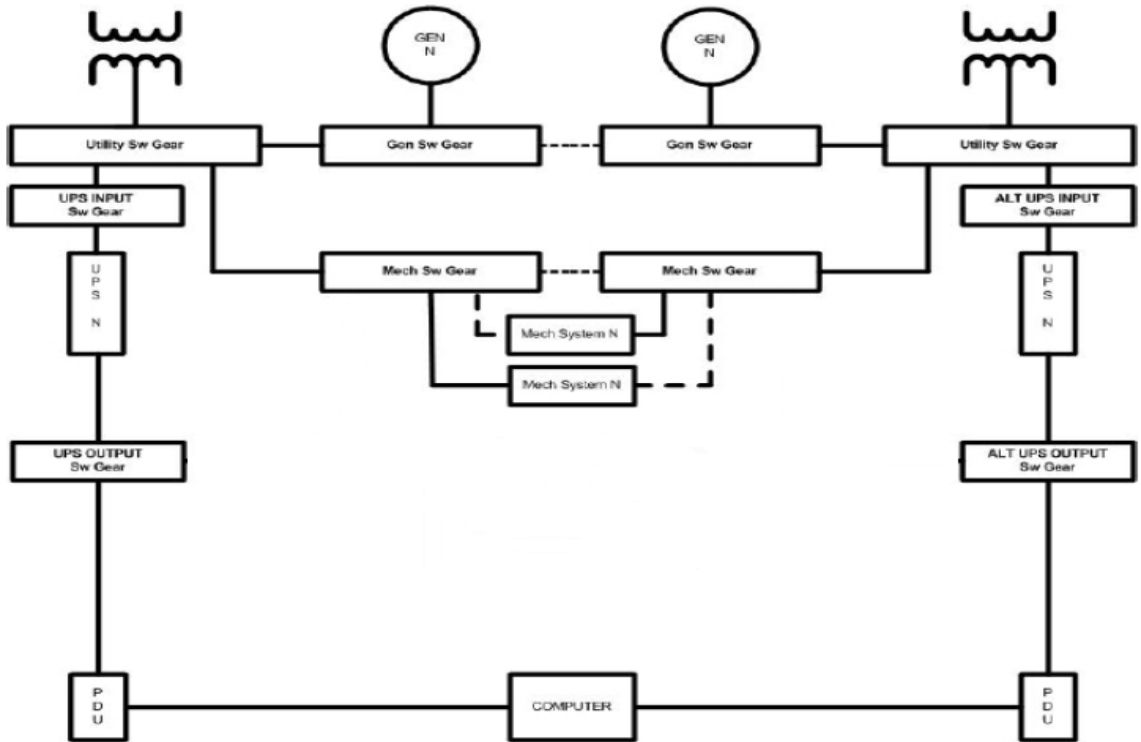 GEN
N
GEN
N
Utility Sw Gear
Gen Sw Gear
Gen Sw Gear
Utility Sw Gear
UPS INPUT
Sw Gear
ALT UPS INPUT
Sw Gear
U
P
S
N
Mech Sw Gear
Mech Sw Gear
U
P
S
N
Mech System N
Mech System N
UPS OUTPUT
Sw Gear
ALT UPS OUTPUT
Sw Gear
P
D
U
COMPUTER
P
D
U